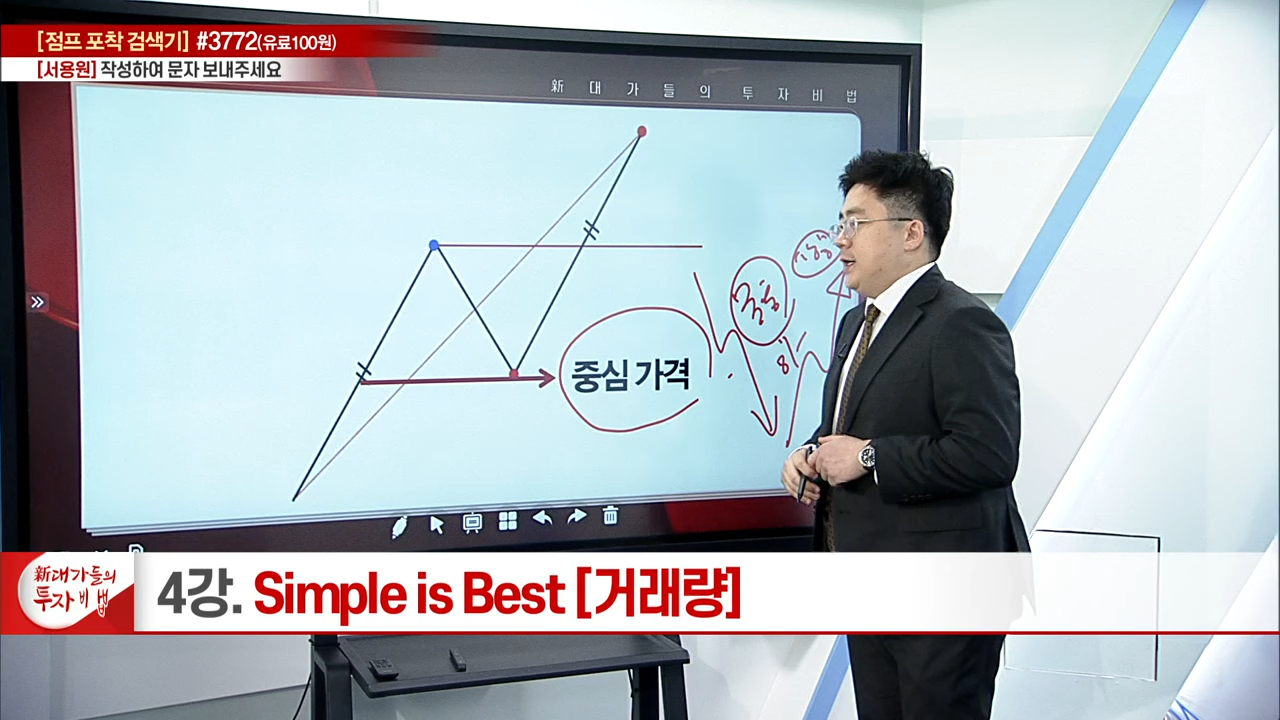 [점프 포착 검색기] #3772(유료100원)
[서용원] 작성하여 문자 보내주세요
新 대 가 들 의 투 자 비 법
중심 가격
新대가들의
투자 비 법
4강. Simple is Best [거래량]